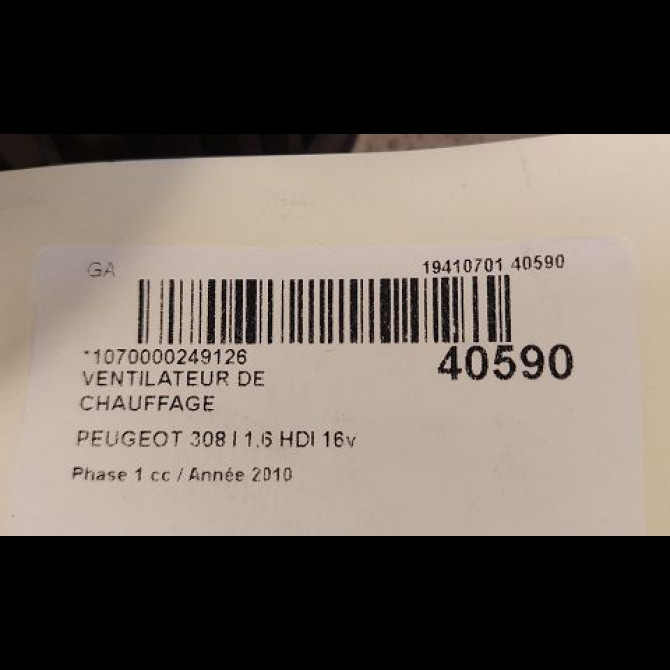 GA
19410701 40590
*1070000249126
40590
VENTILATEUR DE
CHAUFFAGE
PEUGEOT 308 I 1.6 HDI 16v
Phase 1 cc / Année 2010